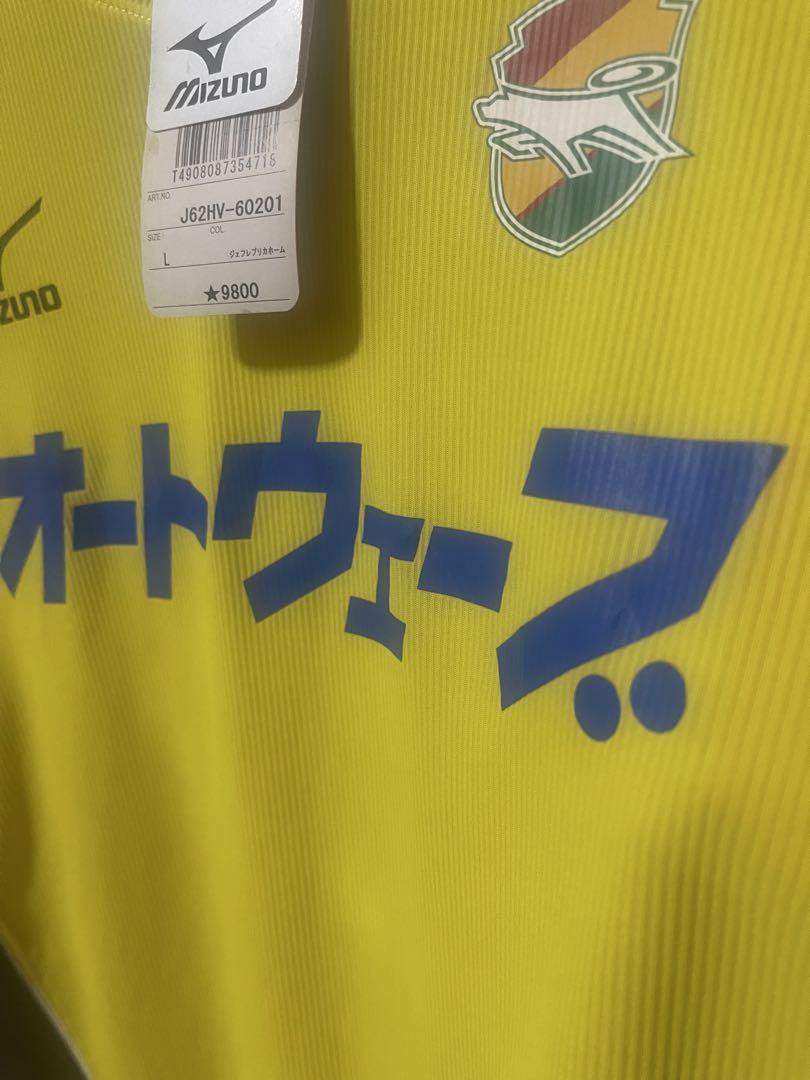 MIZUNO
T4908087354715
ART.NO.
J62HV-60201
SIZE
COL.
L
ジェフレプリカホーム
★9800
ZUNO
オートウェーブ